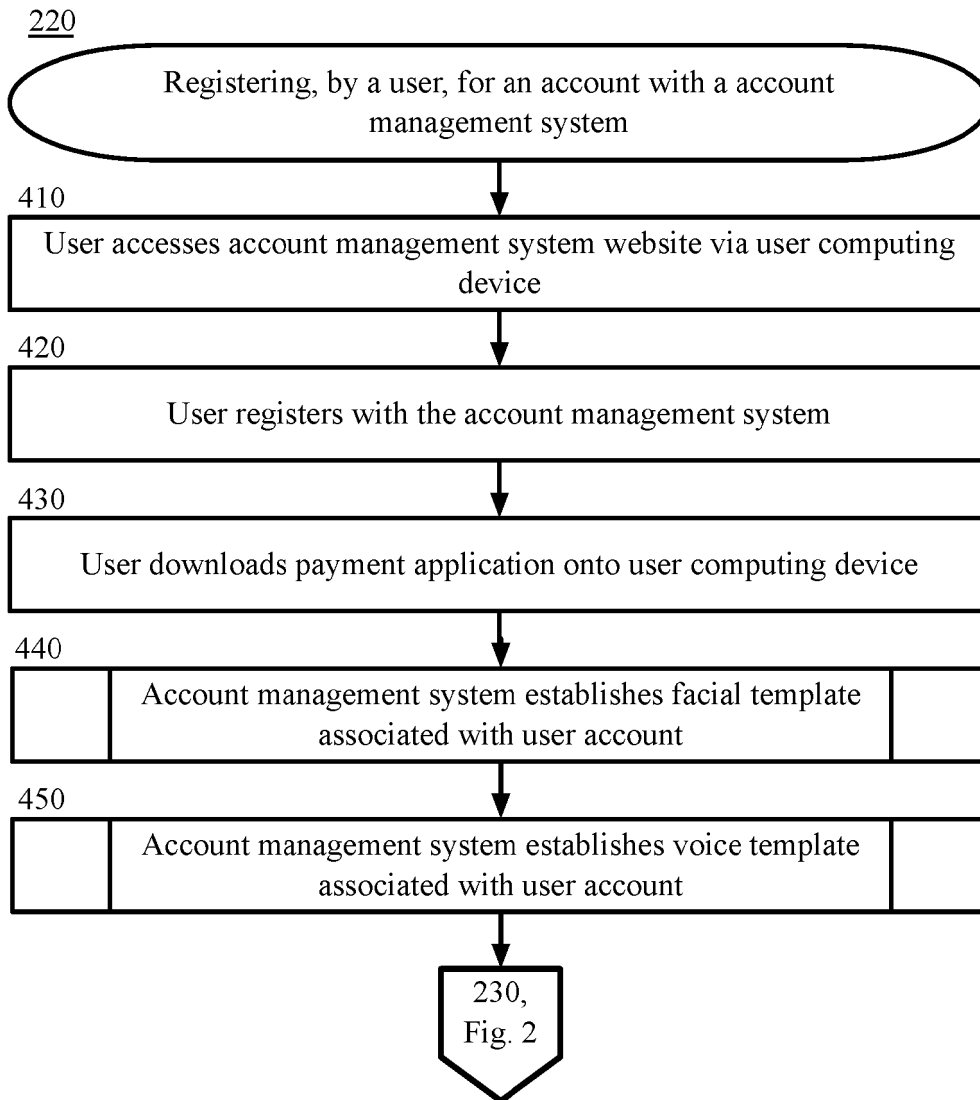 220
Registering, by a user, for an account with a account
management system
410
User accesses account management system website via user computing
device
420
User registers with the account management system
430
User downloads payment application onto user computing device
440
Account management system establishes facial template
associated with user account
450
Account management system establishes voice template
associated with user account
230,
Fig. 2